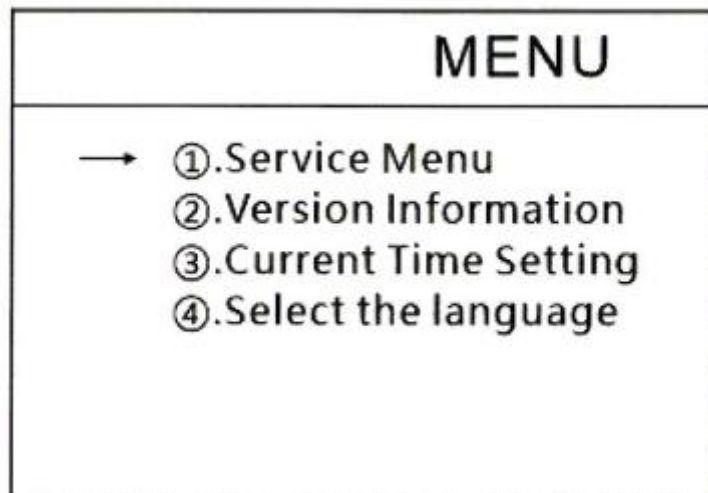 MENU
→ ①.Service Menu
②.Version Information
③.Current Time Setting
④.Select the language